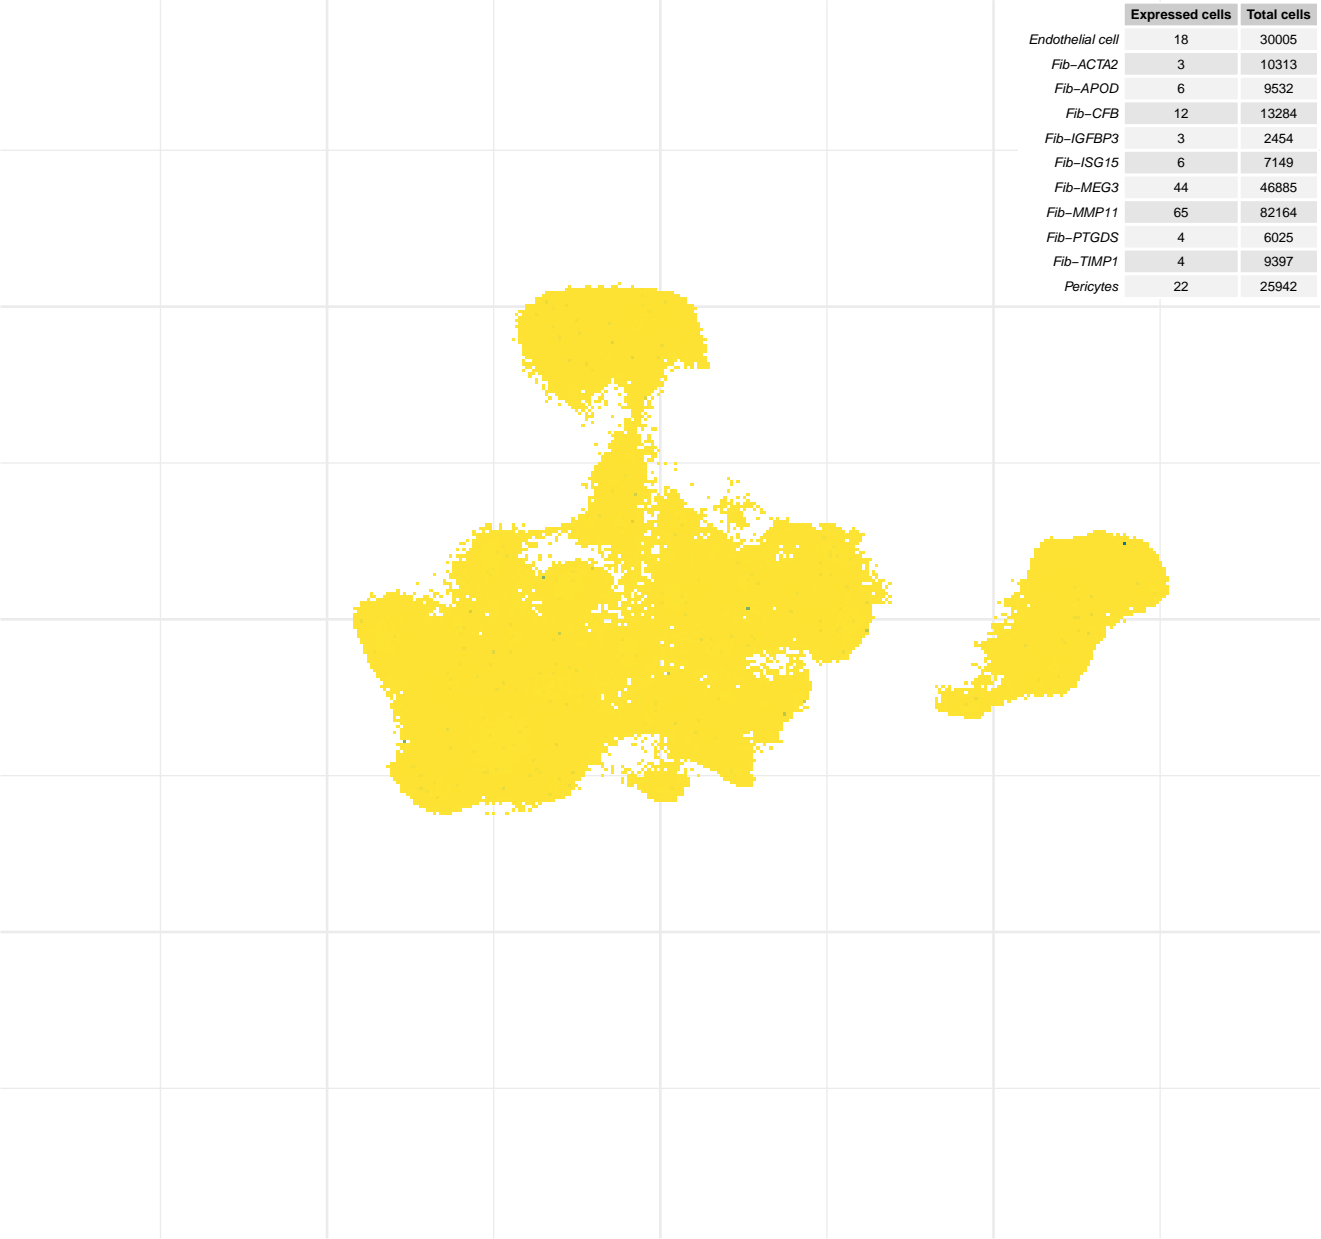 Expressed cells Total cells
Endothelial cell 18 30005
Fib−ACTA2 3 10313
Fib−APOD 6 9532
Fib−CFB 12 13284
Fib−IGFBP3 3 2454
Fib−ISG15 6 7149
Fib−MEG3 44 46885
Fib−MMP11 65 82164
Fib−PTGDS 4 6025
Fib−TIMP1 4 9397
Pericytes 22 25942